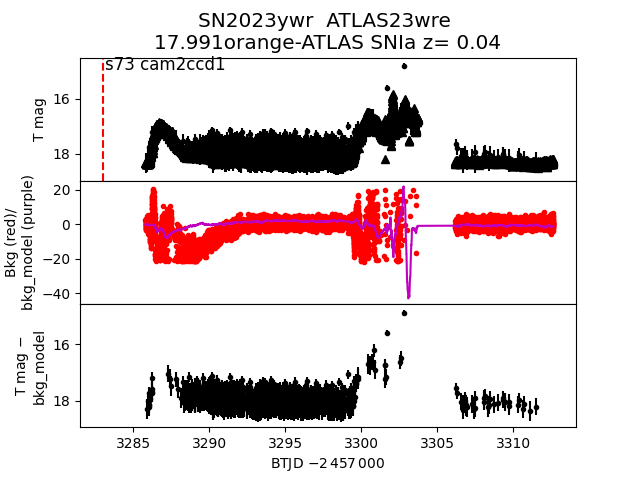 SN2023ywr  ATLAS23wre
17.991orange-ATLAS SNIa z= 0.04
s73 cam2ccd1
16
18
T mag
20
0
−20
−40
Bkg (red)/
bkg_model (purple)
16
18
T mag −
bkg_model
3285
3290
3295
3300
3305
3310
BTJD −2 457 000